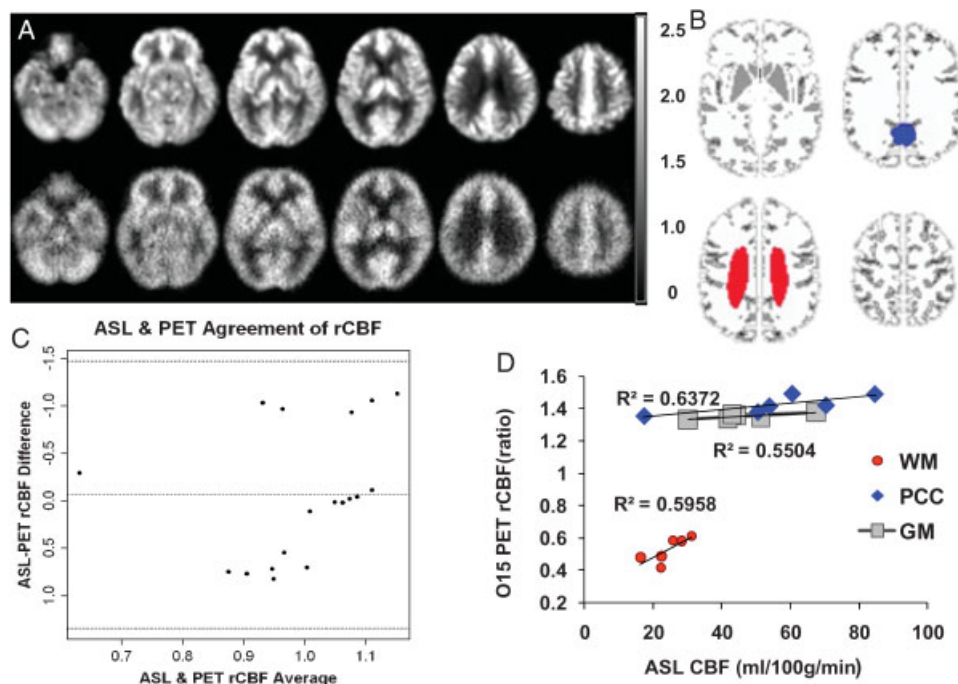 A
2.5
2.0
1.5
1.0
0
B
C
ASL & PET Agreement of rCBF
ASL-PET rCBF Difference
-1.5
-1.0
-0.5
0.0
0.5
1.0
0.7 0.8 0.9 1.0 1.1
ASL & PET rCBF Average
D
O15 PET rCBF(ratio)
1.6
1.4
1.2
1
0.8
0.6
0.4
0.2
R² = 0.6372
R² = 0.5504
R² = 0.5958
WM
PCC
GM
0 20 40 60 80 100
ASL CBF (ml/100g/min)